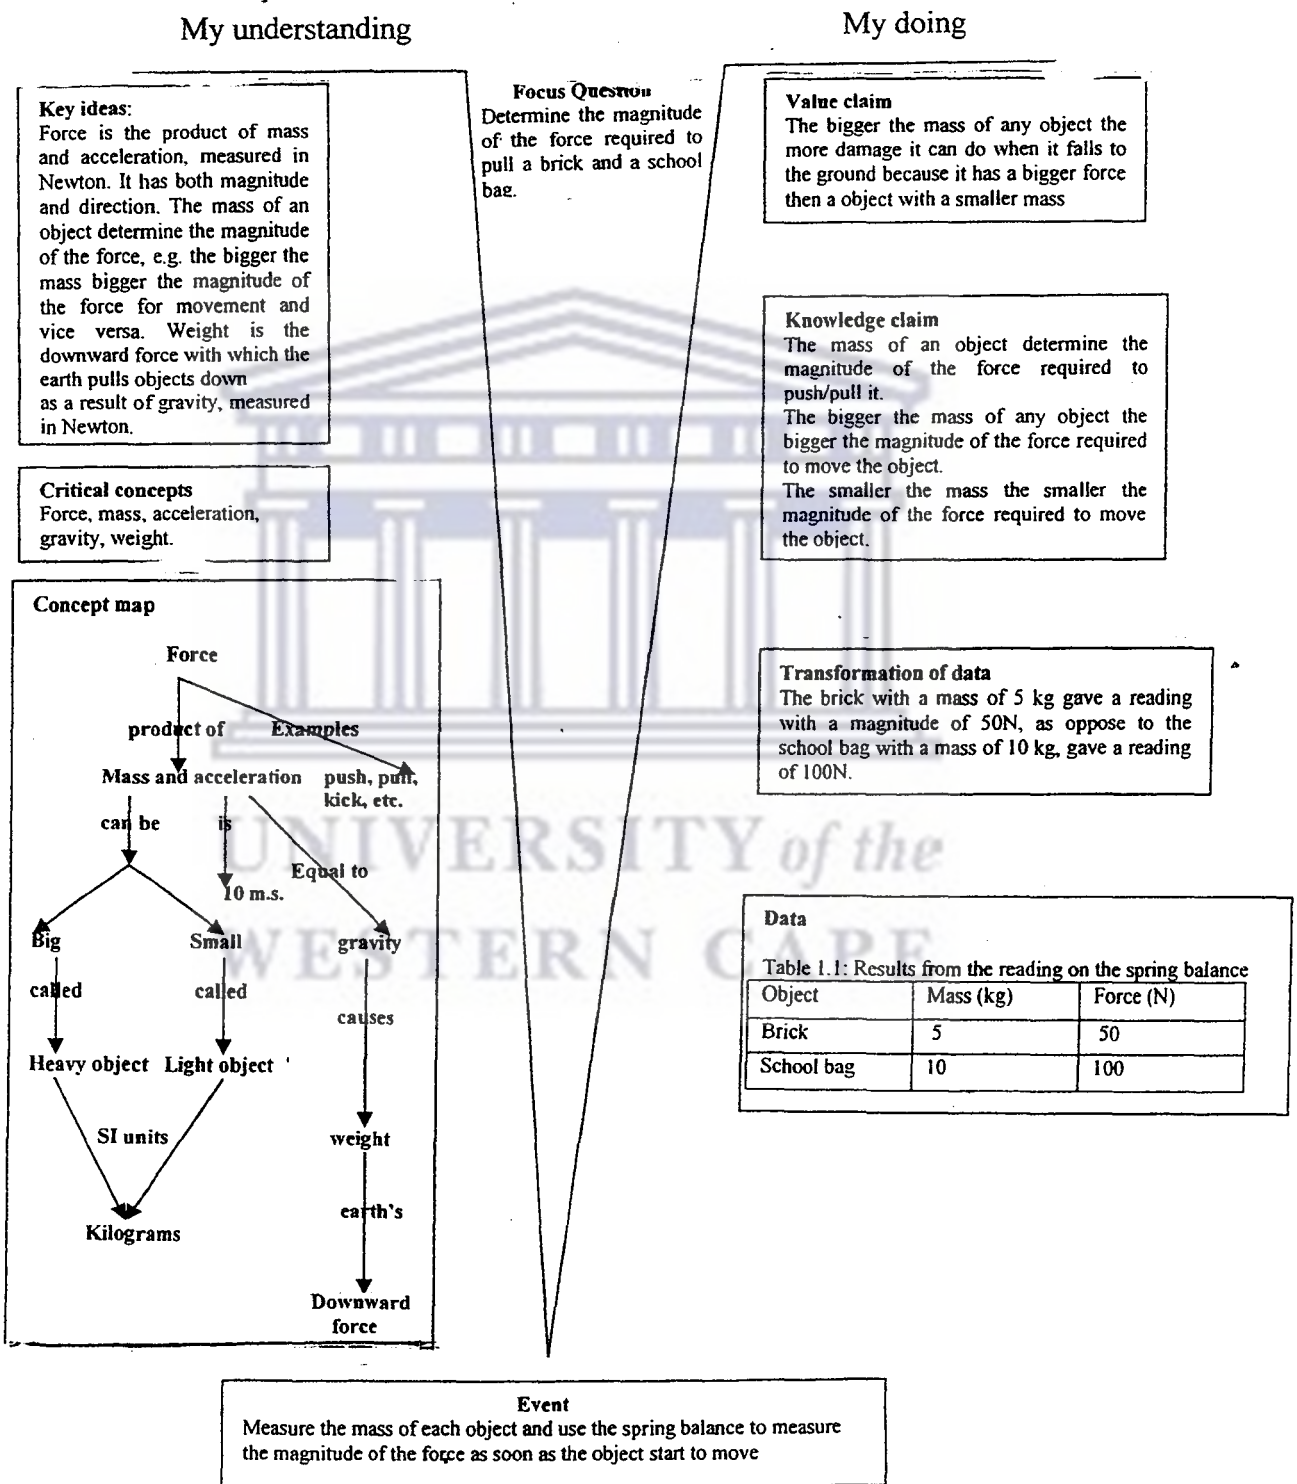 My understanding
My doing
Key ideas:
Force is the product of mass
and acceleration, measured in
Newton. It has both magnitude
and direction. The mass of an
object determine the magnitude
of the force, e.g. the bigger the
mass bigger the magnitude of
the force for movement and
vice versa. Weight is the
downward force with which the
earth pulls objects down
as a result of gravity, measured
in Newton.
Critical concepts
Force, mass, acceleration,
gravity, weight.
Concept map
Force
product of Examples
Mass and acceleration push, pull,
kick, etc.
can be is
Equal to
10 m.s.
Big Small gravity
called called
causes
Heavy object Light object
SI units
weight
earth's
Kilograms
Downward
force
Focus Question
Determine the magnitude
of the force required to
pull a brick and a school
bag.
Value claim
The bigger the mass of any object the
more damage it can do when it falls to
the ground because it has a bigger force
then a object with a smaller mass
Knowledge claim
The mass of an object determine the
magnitude of the force required to
push/pull it.
The bigger the mass of any object the
bigger the magnitude of the force required
to move the object.
The smaller the mass the smaller the
magnitude of the force required to move
the object.
Transformation of data
The brick with a mass of 5 kg gave a reading
with a magnitude of 50N, as oppose to the
school bag with a mass of 10 kg, gave a reading
of 100N.
Data
Table 1.1: Results from the reading on the spring balance
Object Mass (kg) Force (N)
Brick 5 50
School bag 10 100
Event
Measure the mass of each object and use the spring balance to measure
the magnitude of the force as soon as the object start to move
UNIVERSITY of the
WESTERN CAPE